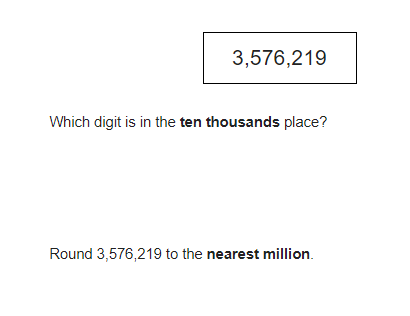 3,576,219
Which digit is in the ten thousands place?
Round 3,576,219 to the nearest million.